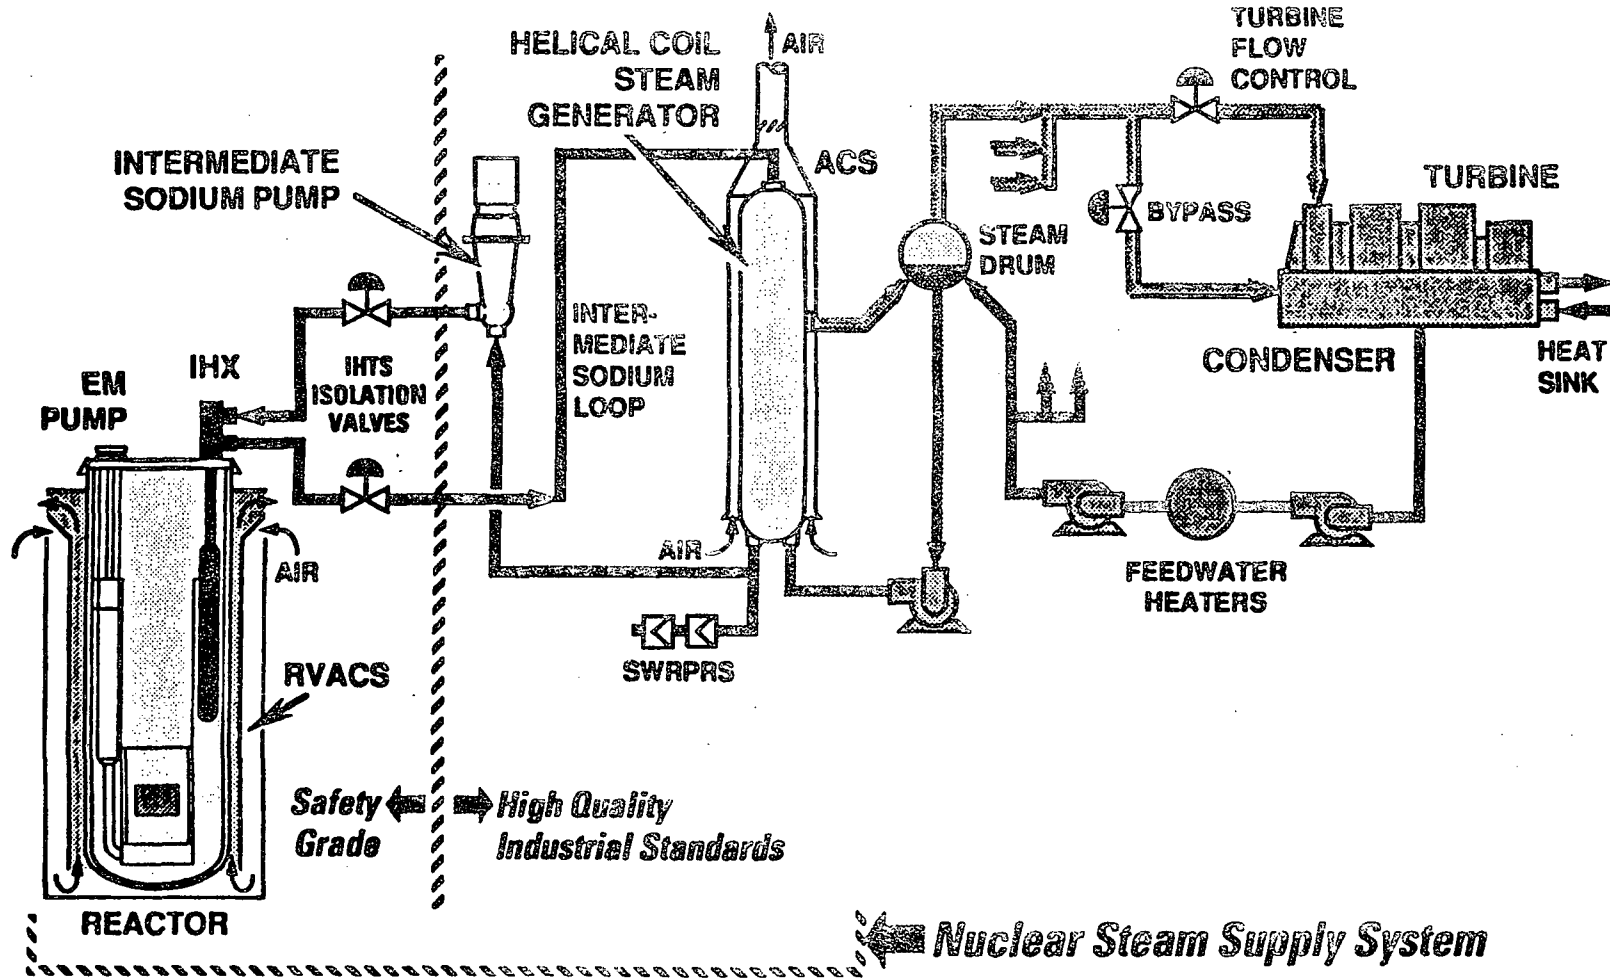 HELICAL COIL
STEAM
GENERATOR
AIR
TURBINE
FLOW
CONTROL
INTERMEDIATE
SODIUM PUMP
ACS
TURBINE
BYPASS
STEAM
DRUM
INTER-
MEDIATE
SODIUM
LOOP
CONDENSER
HEAT
SINK
IHX
IHTS
ISOLATION
VALVES
EM
PUMP
AIR
AIR
FEEDWATER
HEATERS
RVACS
SWRPRS
Safety
Grade
High Quality
Industrial Standards
REACTOR
Nuclear Steam Supply System